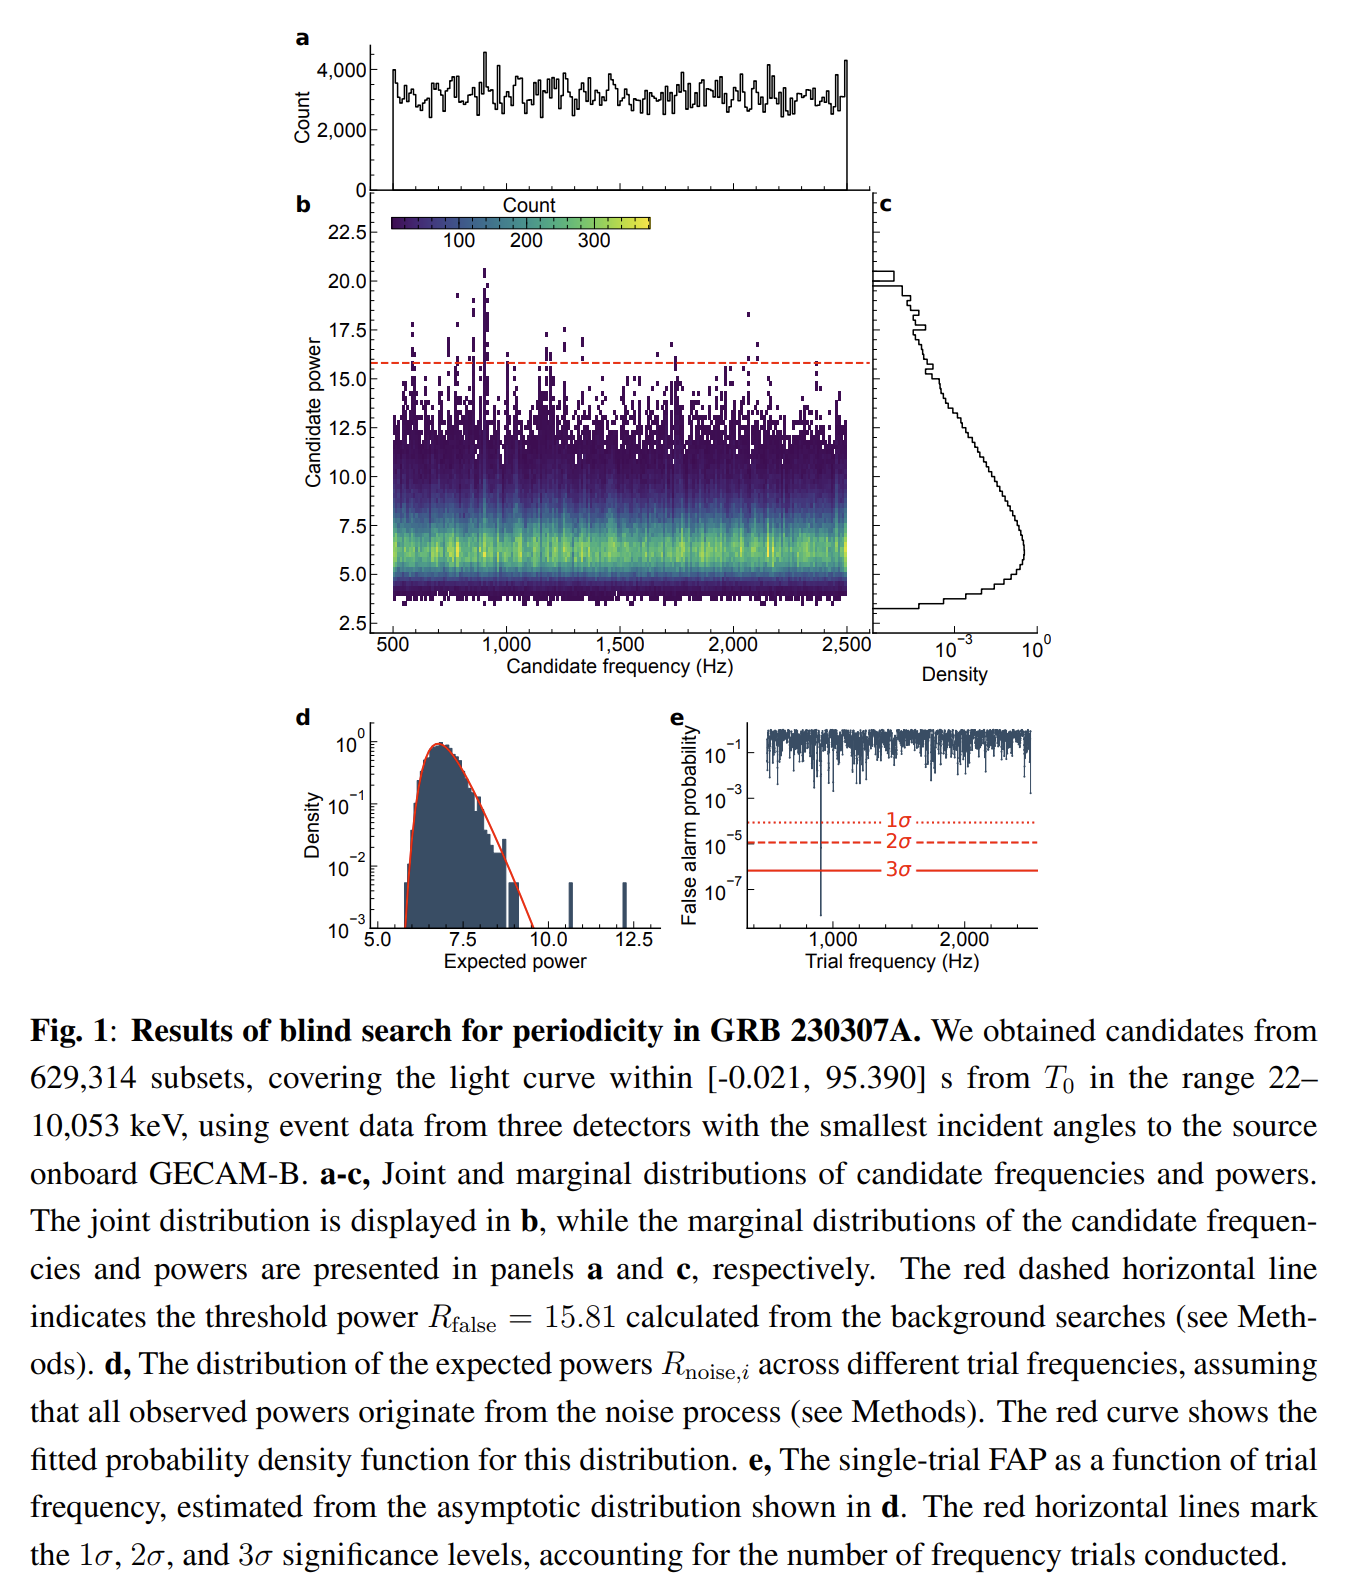 a
4,000
2,000
0
Count
b
c
Count
100 200 300
22.5
20.0
17.5
15.0
12.5
10.0
7.5
5.0
2.5
Candidate power
500 1,000 1,500 2,000 2,500
Candidate frequency (Hz)
10⁻³ 10⁰
Density
d
10⁰
10⁻¹
10⁻²
10⁻³
Density
5.0 7.5 10.0 12.5
Expected power
e
10⁻¹
10⁻³
10⁻⁵
10⁻⁷
False alarm probability
1σ
2σ
3σ
1,000 2,000
Trial frequency (Hz)
Fig. 1: Results of blind search for periodicity in GRB 230307A. We obtained candidates from
629,314 subsets, covering the light curve within [-0.021, 95.390] s from T₀ in the range 22–
10,053 keV, using event data from three detectors with the smallest incident angles to the source
onboard GECAM-B. a-c, Joint and marginal distributions of candidate frequencies and powers.
The joint distribution is displayed in b, while the marginal distributions of the candidate frequen-
cies and powers are presented in panels a and c, respectively. The red dashed horizontal line
indicates the threshold power R_false = 15.81 calculated from the background searches (see Meth-
ods). d, The distribution of the expected powers R_noise,i across different trial frequencies, assuming
that all observed powers originate from the noise process (see Methods). The red curve shows the
fitted probability density function for this distribution. e, The single-trial FAP as a function of trial
frequency, estimated from the asymptotic distribution shown in d. The red horizontal lines mark
the 1σ, 2σ, and 3σ significance levels, accounting for the number of frequency trials conducted.